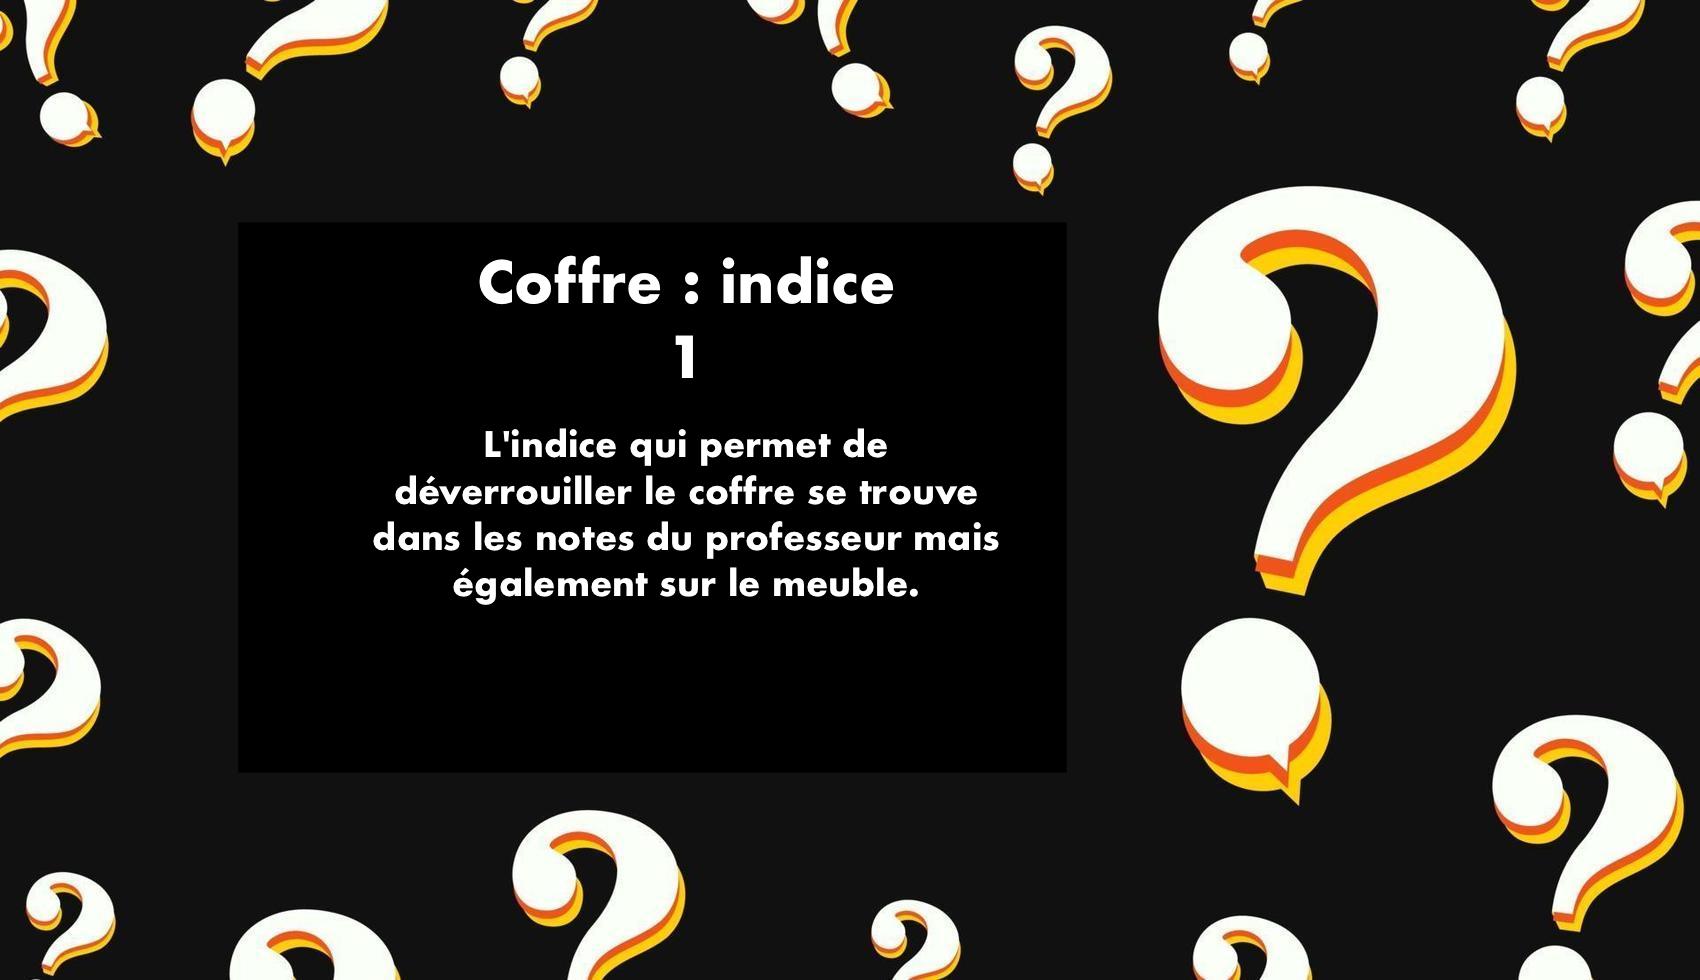 Coffre : indice
1
L'indice qui permet de
déverrouiller le coffre se trouve
dans les notes du professeur mais
également sur le meuble.